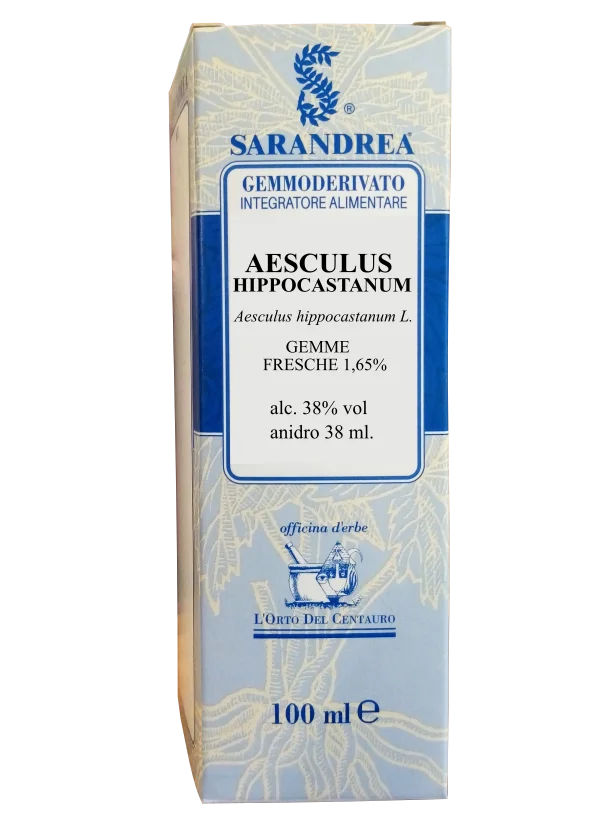 ®
SARANDREA®
GEMMODERIVATO
INTEGRATORE ALIMENTARE
AESCULUS
HIPPOCASTANUM
Aesculus hippocastanum L.
GEMME
FRESCHE 1,65%
alc. 38% vol
anidro 38 ml.
officina d'erbe
L'ORTO DEL CENTAURO
100 ml ℮